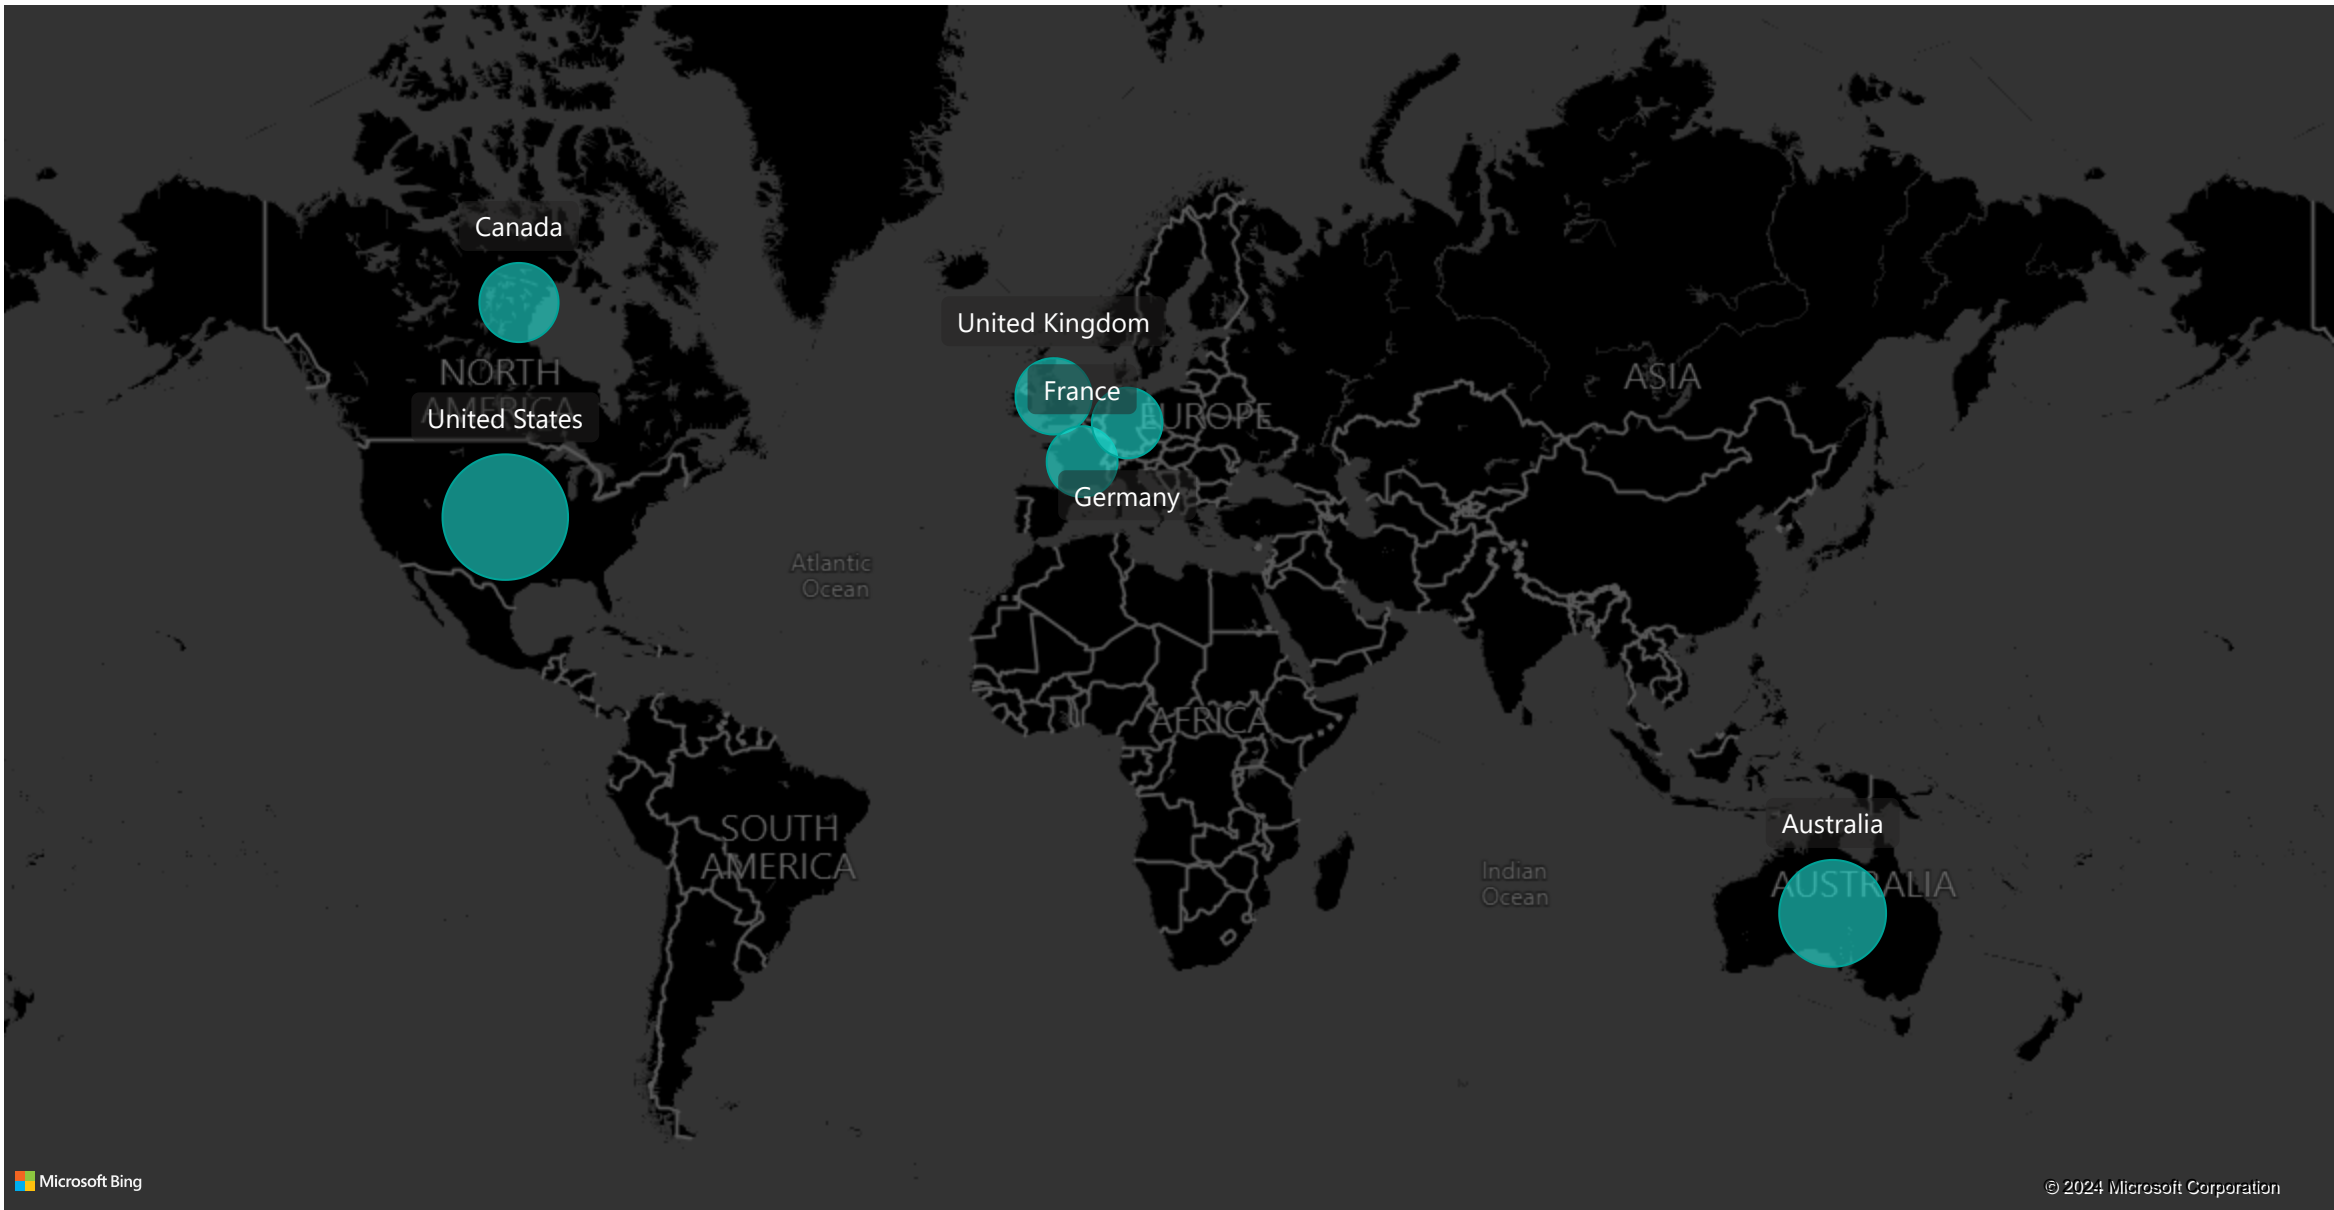 Canada
NORTH
AMERICA
United States
United Kingdom
France
EUROPE
Germany
ASIA
Atlantic
Ocean
AFRICA
SOUTH
AMERICA
Indian
Ocean
Australia
AUSTRALIA
Microsoft Bing
© 2024 Microsoft Corporation